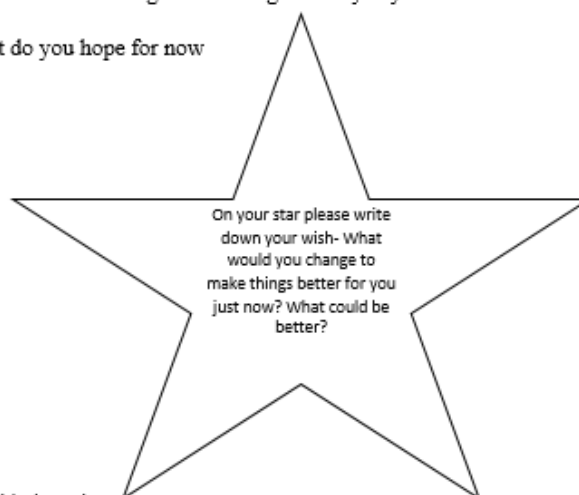 t do you hope for now
On your star please write
down your wish- What
would you change to
make things better for you
just now? What could be
better?